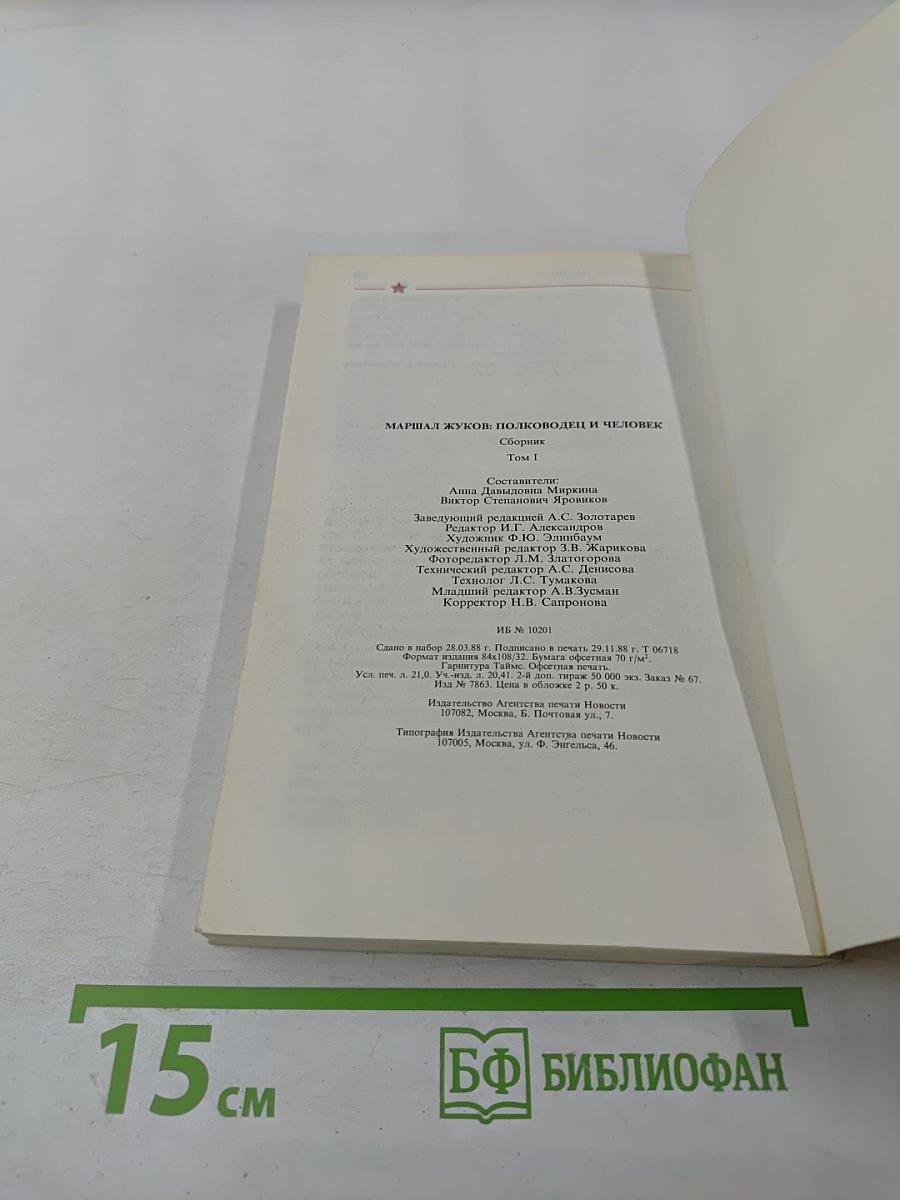 МАРШАЛ ЖУКОВ: ПОЛКОВОДЕЦ И ЧЕЛОВЕК
Сборник
Том I
Составители:
Анна Давыдовна Миркина
Виктор Степанович Яровиков
Заведующий редакцией А.С. Золотарев
Редактор И.Г. Александров
Художник Ф.Ю. Элинбаум
Художественный редактор З.В. Жарикова
Фоторедактор Л.М. Златогорова
Технический редактор А.С. Денисова
Технолог Л.С. Тумакова
Младший редактор А.В.Зусман
Корректор Н.В. Сапронова
ИБ № 10201
Сдано в набор 28.03.88 г. Подписано в печать 29.11.88 г. Т 06718
Формат издания 84х108/32. Бумага офсетная 70 г/м².
Гарнитура Таймс. Офсетная печать.
Усл. печ. л. 21,0. Уч.-изд. л. 20,41. 2-й доп. тираж 50 000 экз. Заказ № 67.
Изд № 7863. Цена в обложке 2 р. 50 к.
Издательство Агентства печати Новости
107082, Москва, Б. Почтовая ул., 7.
Типография Издательства Агентства печати Новости
107005, Москва, ул. Ф. Энгельса, 46.
15 см
БФ БИБЛИОФАН